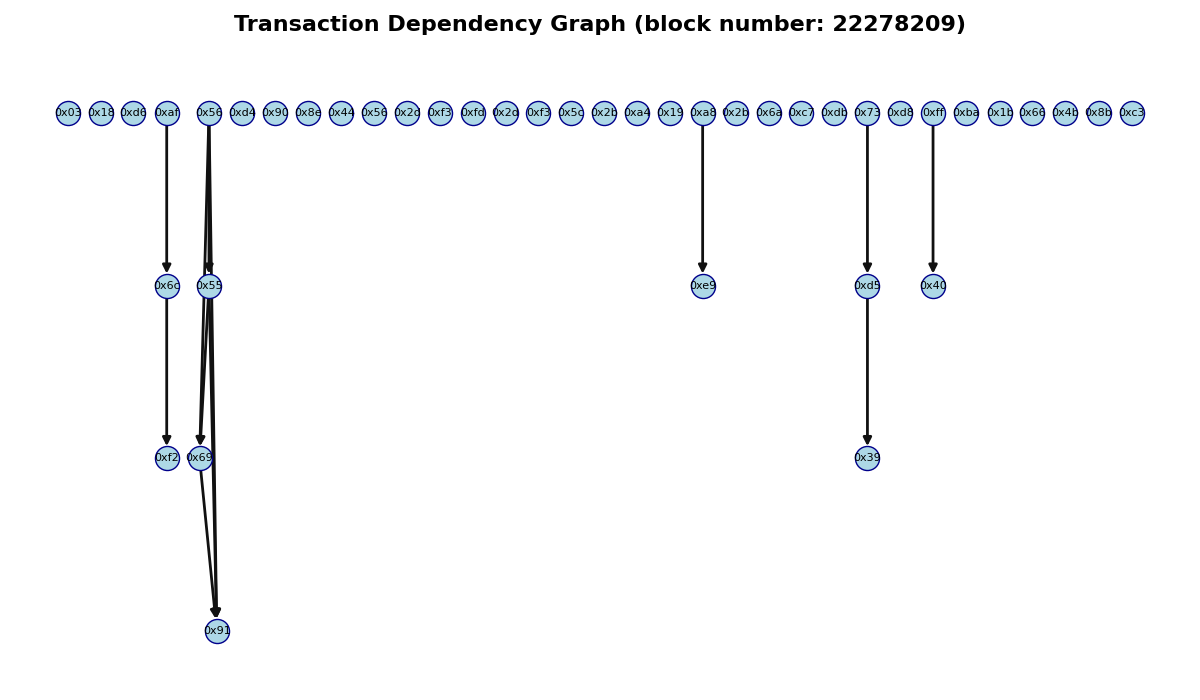 Transaction Dependency Graph (block number: 22278209)
0x03 0x18 0xd6 0xaf 0x56 0xd4 0x90 0x8e 0x44 0x56 0x2c 0xf3 0xfd 0x2d 0xf3 0x5c 0x2b 0xa4 0x19 0xa8 0x2b 0x6a 0xc7 0xdb 0x73 0xd8 0xff 0xba 0x1b 0x66 0x4b 0x8b 0xc3
0x6c 0x55 0xe9 0xd5 0x40
0xf2 0x69 0x39
0x91